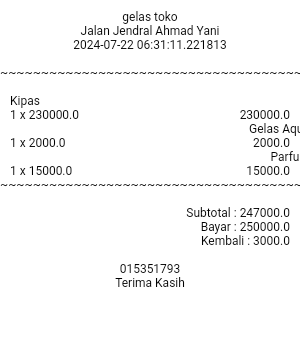 gelas toko
Jalan Jendral Ahmad Yani
2024-07-22 06:31:11.221813
~~~~~~~~~~~~~~~~~~~~~~~~~~~~~~~~~~~~~
Kipas
1 x 230000.0 230000.0
Gelas
1 x 2000.0 2000.0
1 x 15000.0 15000.0
~~~~~~~~~~~~~~~~~~~~~~~~~~~~~~~~~~~~~
Subtotal : 247000.0
Bayar : 250000.0
Kembali : 3000.0
015351793
Terima Kasih